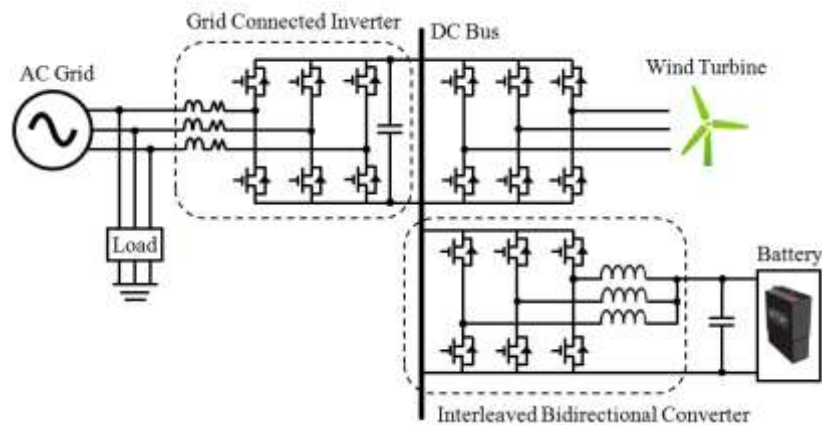 Grid Connected Inverter
DC Bus
AC Grid
Wind Turbine
Load
Battery
Interleaved Bidirectional Converter